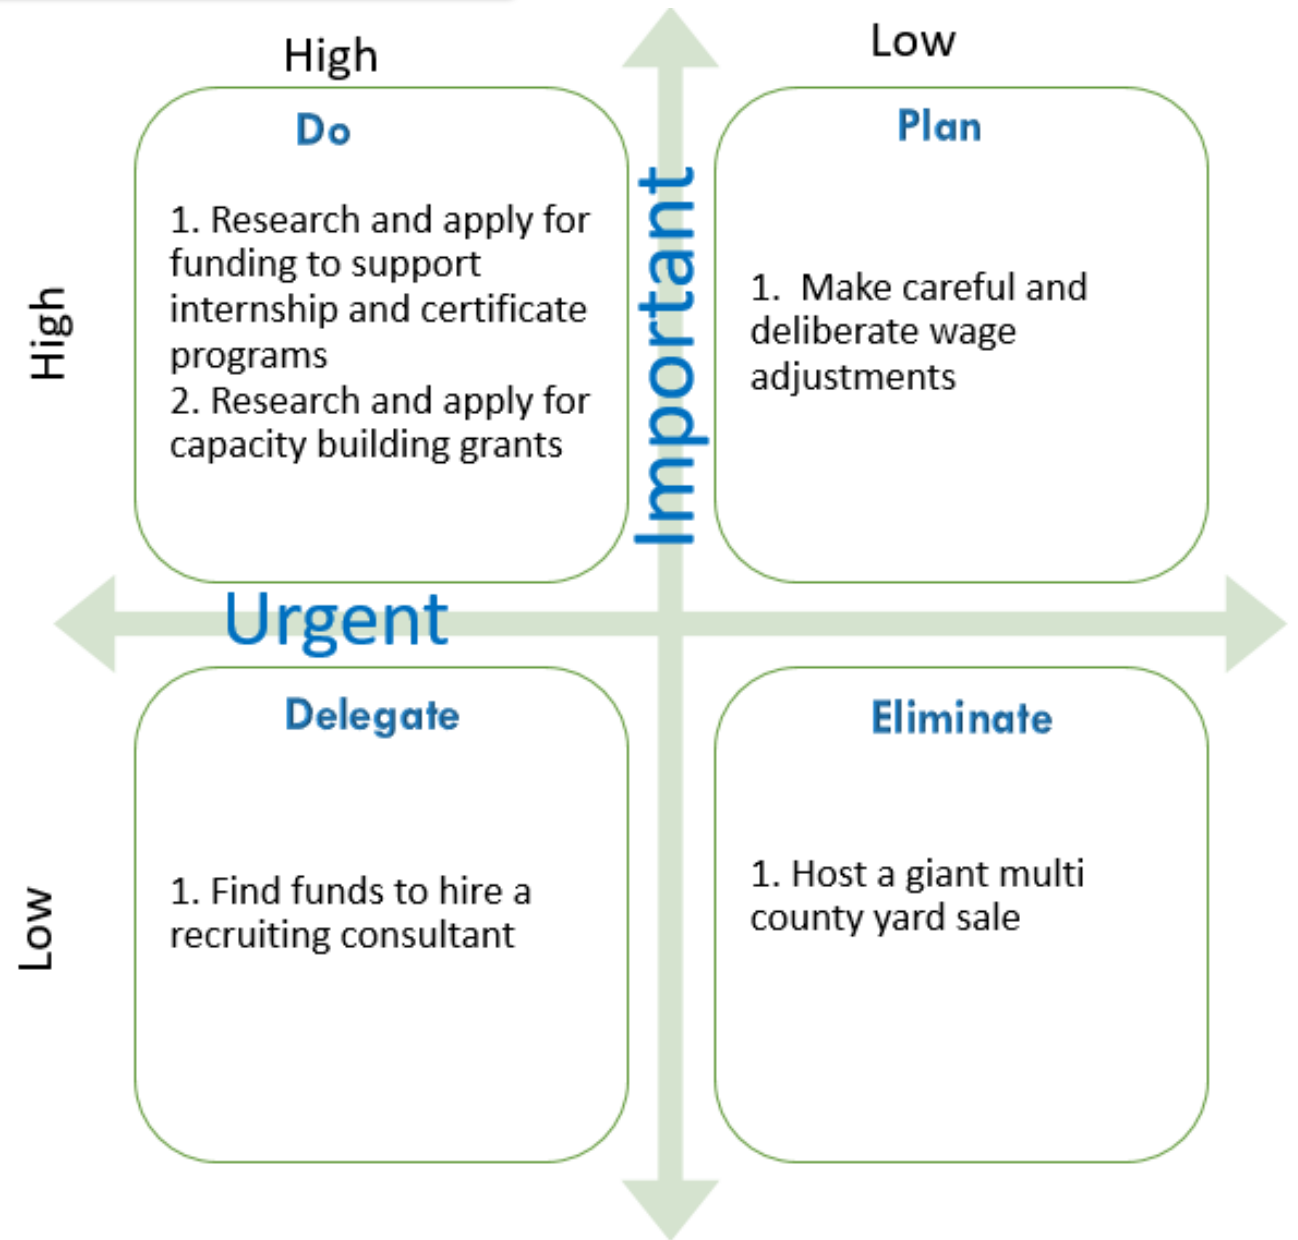 High
Low
High
Do
1. Research and apply for
funding to support
internship and certificate
programs
2. Research and apply for
capacity building grants
Important
Plan
1.  Make careful and
deliberate wage
adjustments
Urgent
Low
Delegate
1. Find funds to hire a
recruiting consultant
Eliminate
1. Host a giant multi
county yard sale